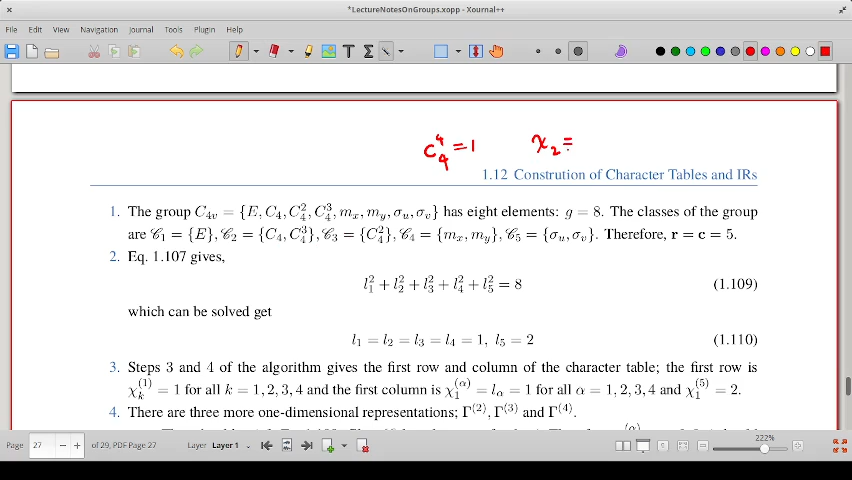 *LectureNotesOnGroups.xopp - Xournal++
File Edit View Navigation Journal Tools Plugin Help
C₄⁴ = 1 χ₂ =
1.12 Constrution of Character Tables and IRs
1. The group C₄ᵥ = {E, C₄, C₄², C₄³, mₓ, m_y, σᵤ, σᵥ} has eight elements: g = 8. The classes of the group
are 𝒞₁ = {E}, 𝒞₂ = {C₄, C₄³}, 𝒞₃ = {C₄²}, 𝒞₄ = {mₓ, m_y}, 𝒞₅ = {σᵤ, σᵥ}. Therefore, r = c = 5.
2. Eq. 1.107 gives,
l₁² + l₂² + l₃² + l₄² + l₅² = 8 (1.109)
which can be solved get
l₁ = l₂ = l₃ = l₄ = 1, l₅ = 2 (1.110)
3. Steps 3 and 4 of the algorithm gives the first row and column of the character table; the first row is
χₖ⁽¹⁾ = 1 for all k = 1, 2, 3, 4 and the first column is χ₁⁽ᵅ⁾ = l_α = 1 for all α = 1, 2, 3, 4 and χ₁⁽⁵⁾ = 2.
4. There are three more one-dimensional representations; Γ⁽²⁾, Γ⁽³⁾ and Γ⁽⁴⁾.
Page 27 of 29, PDF Page 27 Layer Layer 1 222%